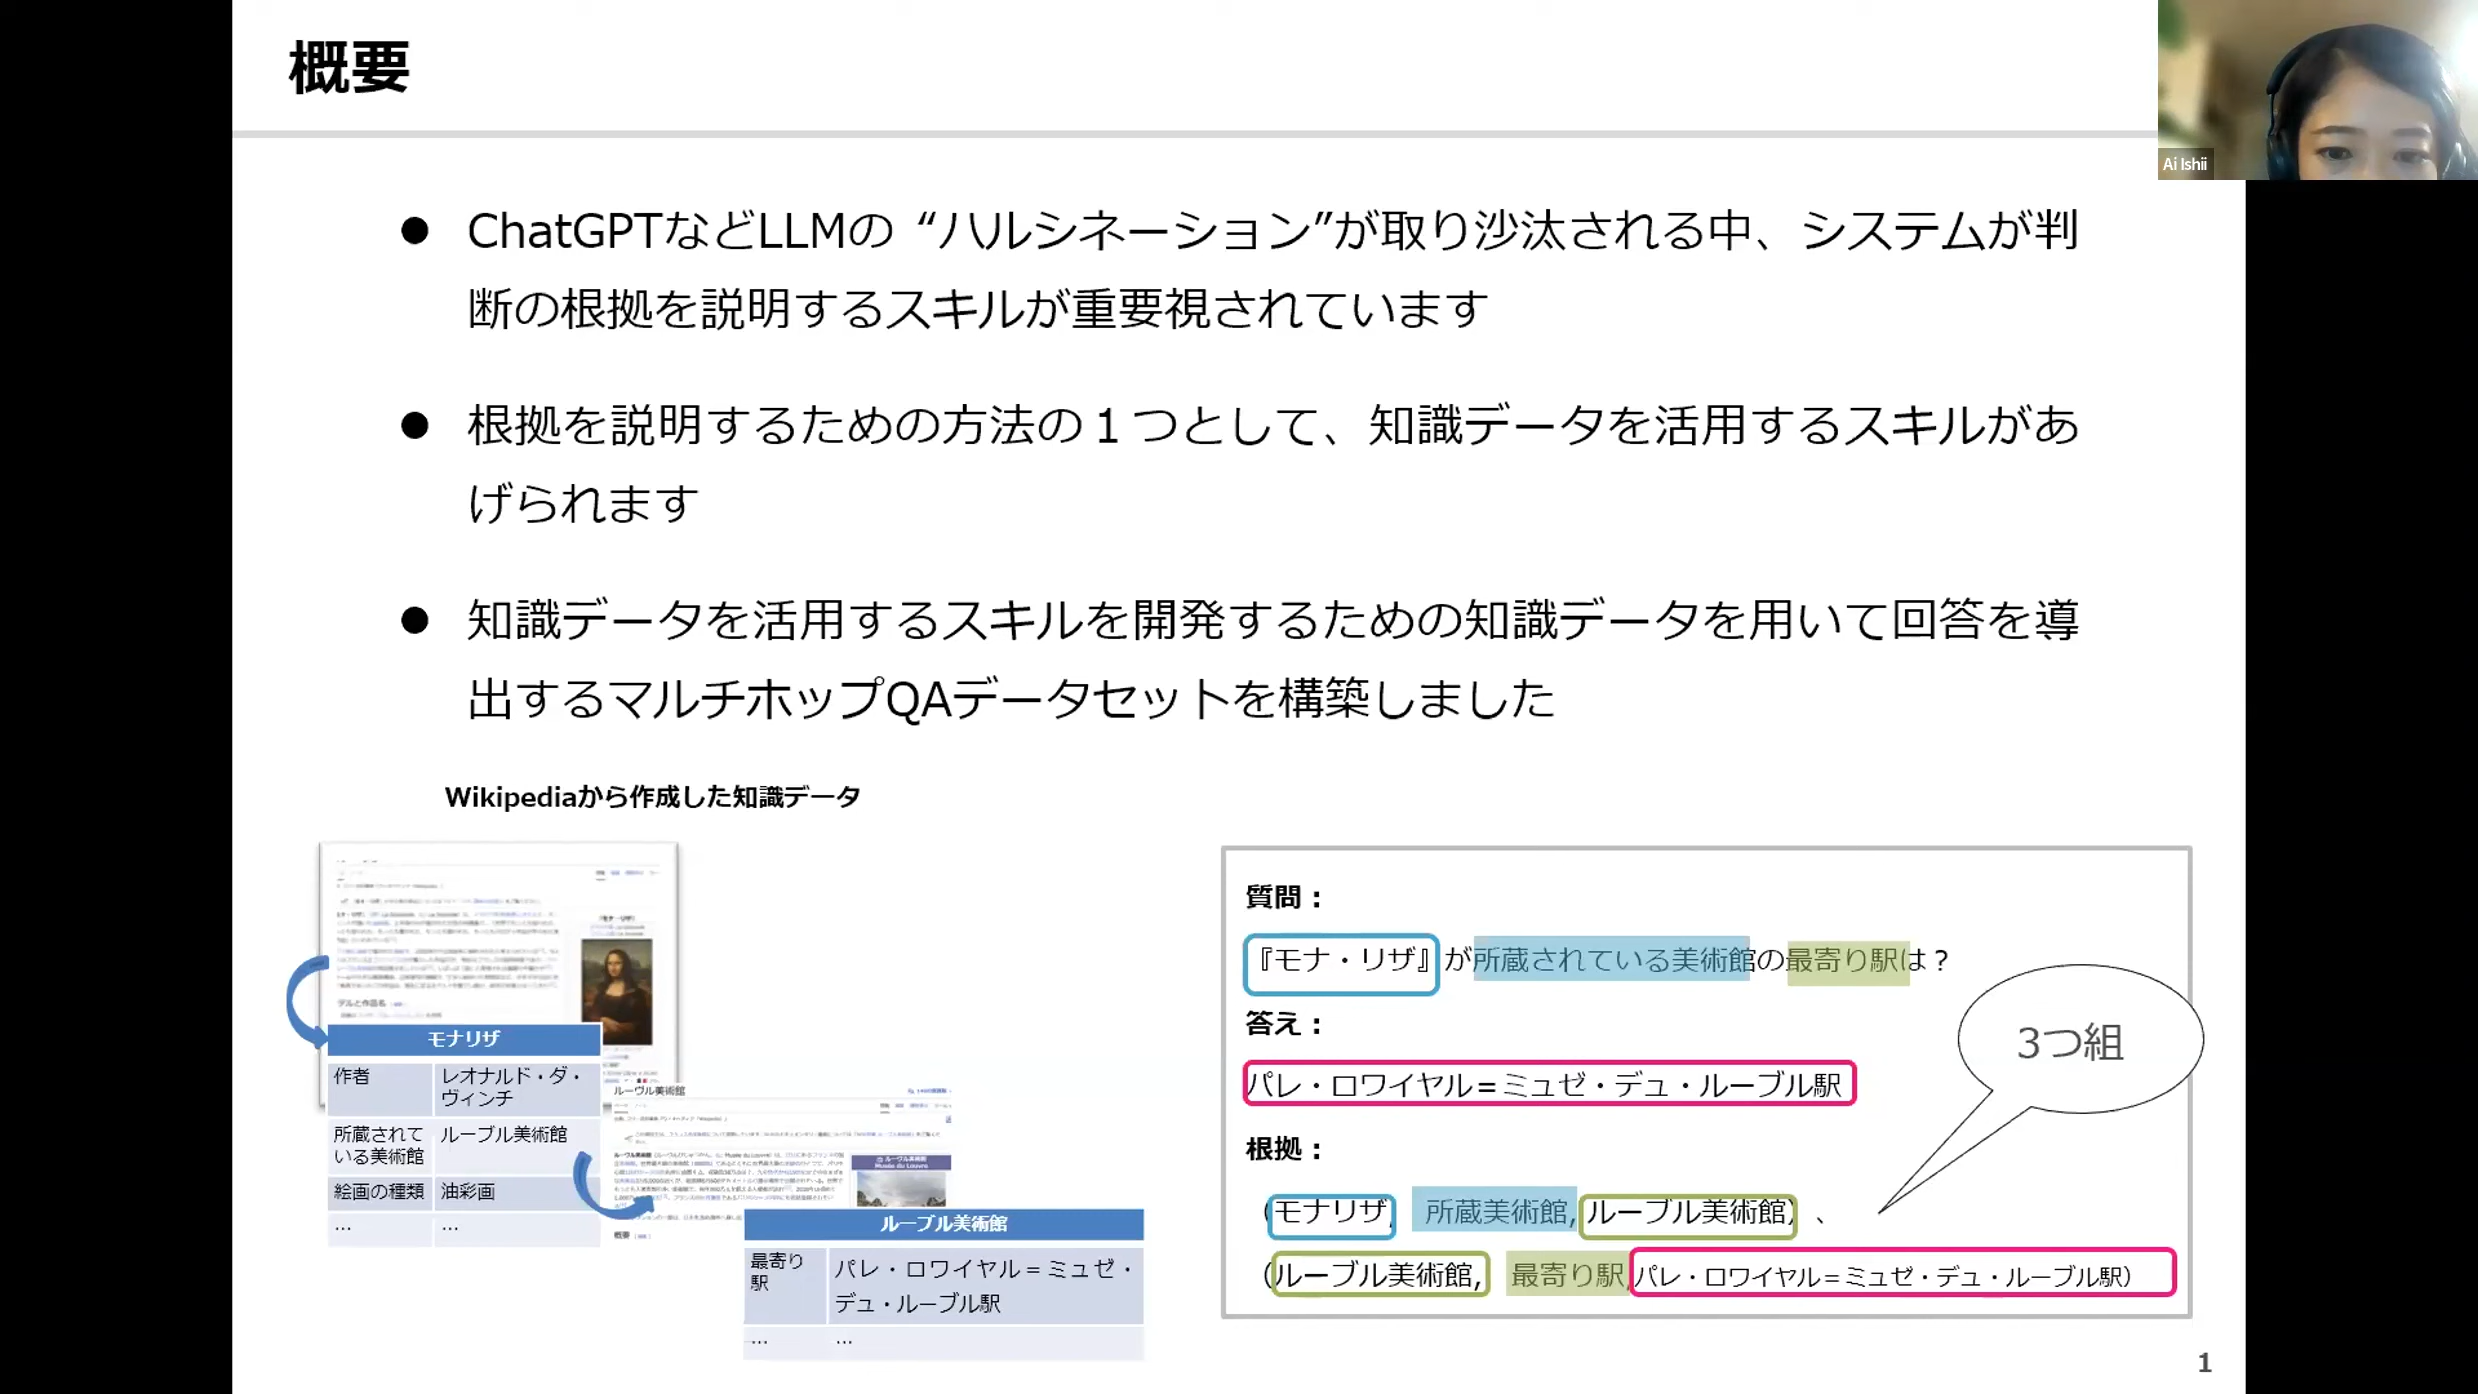 概要
Ai Ishii
● ChatGPTなどLLMの “ハルシネーション”が取り沙汰される中、システムが判
断の根拠を説明するスキルが重要視されています
● 根拠を説明するための方法の１つとして、知識データを活用するスキルがあ
げられます
● 知識データを活用するスキルを開発するための知識データを用いて回答を導
出するマルチホップQAデータセットを構築しました
Wikipediaから作成した知識データ
デルと作品名
モナリザ
作者 レオナルド・ダ・
ヴィンチ
所蔵されて ルーブル美術館
いる美術館
絵画の種類 油彩画
… …
ルーヴル美術館
ルーヴル美術館
Musée du Louvre
概要
ルーブル美術館
最寄り パレ・ロワイヤル＝ミュゼ・
駅 デュ・ルーブル駅
… …
質問：
『モナ・リザ』が所蔵されている美術館の最寄り駅は？
答え：
パレ・ロワイヤル＝ミュゼ・デュ・ルーブル駅
根拠：
（モナリザ, 所蔵美術館, ルーブル美術館）、
（ルーブル美術館, 最寄り駅, パレ・ロワイヤル＝ミュゼ・デュ・ルーブル駅）
3つ組
1